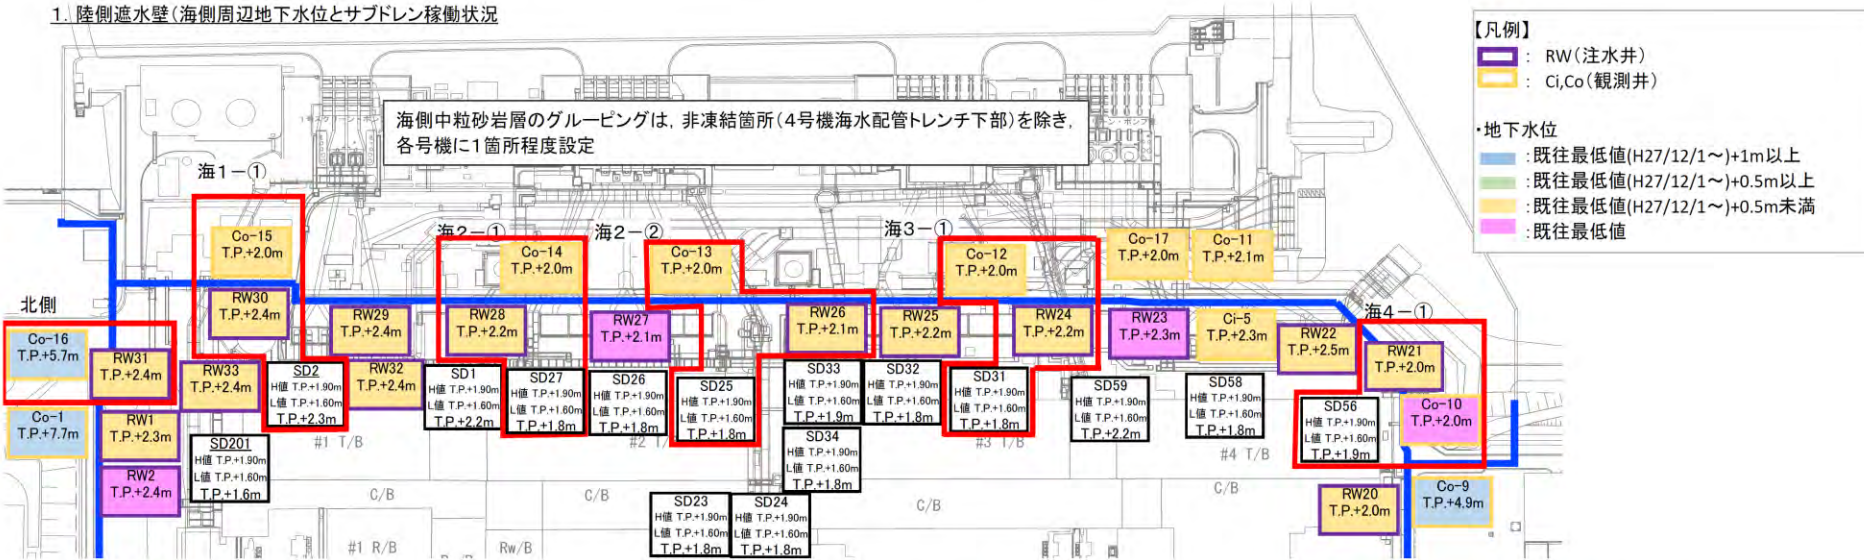 1. 陸側遮水壁(海側周辺地下水位とサブドレン稼働状況
【凡例】
: RW(注水井)
: Ci,Co(観測井)
・地下水位
:既往最低値(H27/12/1～)+1m以上
:既往最低値(H27/12/1～)+0.5m以上
:既往最低値(H27/12/1～)+0.5m未満
:既往最低値
海側中粒砂岩層のグルーピングは, 非凍結箇所(4号機海水配管トレンチ下部)を除き,
各号機に1箇所程度設定
海1-①
海2-①
海2-②
海3-①
海4-①
北側
Co-15
T.P.+2.0m
Co-14
T.P.+2.0m
Co-13
T.P.+2.0m
Co-12
T.P.+2.0m
Co-17
T.P.+2.0m
Co-11
T.P.+2.1m
Co-16
T.P.+5.7m
RW31
T.P.+2.4m
RW30
T.P.+2.4m
RW29
T.P.+2.4m
RW28
T.P.+2.2m
RW27
T.P.+2.1m
RW26
T.P.+2.1m
RW25
T.P.+2.2m
RW24
T.P.+2.2m
RW23
T.P.+2.3m
Ci-5
T.P.+2.3m
RW22
T.P.+2.5m
RW21
T.P.+2.0m
RW33
T.P.+2.4m
SD2
H値 T.P.+1.90m
L値 T.P.+1.60m
T.P.+2.3m
RW32
T.P.+2.4m
SD1
H値 T.P.+1.90m
L値 T.P.+1.60m
T.P.+2.2m
SD27
H値 T.P.+1.90m
L値 T.P.+1.60m
T.P.+1.8m
SD26
H値 T.P.+1.90m
L値 T.P.+1.60m
T.P.+1.8m
SD25
H値 T.P.+1.90m
L値 T.P.+1.60m
T.P.+1.8m
SD33
H値 T.P.+1.90m
L値 T.P.+1.60m
T.P.+1.9m
SD32
H値 T.P.+1.90m
L値 T.P.+1.60m
T.P.+1.8m
SD31
H値 T.P.+1.90m
L値 T.P.+1.60m
T.P.+1.8m
SD59
H値 T.P.+1.90m
L値 T.P.+1.60m
T.P.+2.2m
SD58
H値 T.P.+1.90m
L値 T.P.+1.60m
T.P.+1.8m
SD56
H値 T.P.+1.90m
L値 T.P.+1.60m
T.P.+1.9m
Co-10
T.P.+2.0m
Co-1
T.P.+7.7m
RW1
T.P.+2.3m
RW2
T.P.+2.4m
SD201
H値 T.P.+1.90m
L値 T.P.+1.60m
T.P.+1.6m
SD34
H値 T.P.+1.90m
L値 T.P.+1.60m
T.P.+1.8m
SD23
H値 T.P.+1.90m
L値 T.P.+1.60m
T.P.+1.8m
SD24
H値 T.P.+1.90m
L値 T.P.+1.60m
T.P.+1.8m
RW20
T.P.+2.0m
Co-9
T.P.+4.9m
#1 T/B
#2 T/
#3 T/B
#4 T/B
C/B
C/B
C/B
C/B
#1 R/B
Rw/B